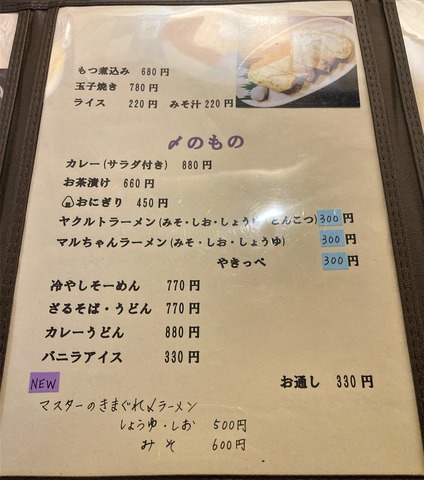 もつ煮込み 680円
玉子焼き 780円
ライス 220円 みそ汁 220円
〆のもの
カレー(サラダ付き) 880円
お茶漬け 660円
おにぎり 450円
ヤクルトラーメン(みそ・しお・しょうゆ とんこつ) 300円
マルちゃんラーメン(みそ・しお・しょうゆ) 300円
やきっぺ 300円
冷やしそーめん 770円
ざるそば・うどん 770円
カレーうどん 880円
バニラアイス 330円
お通し 330円
NEW
マスターのきまぐれ〆ラーメン
しょうゆ・しお 500円
みそ 600円